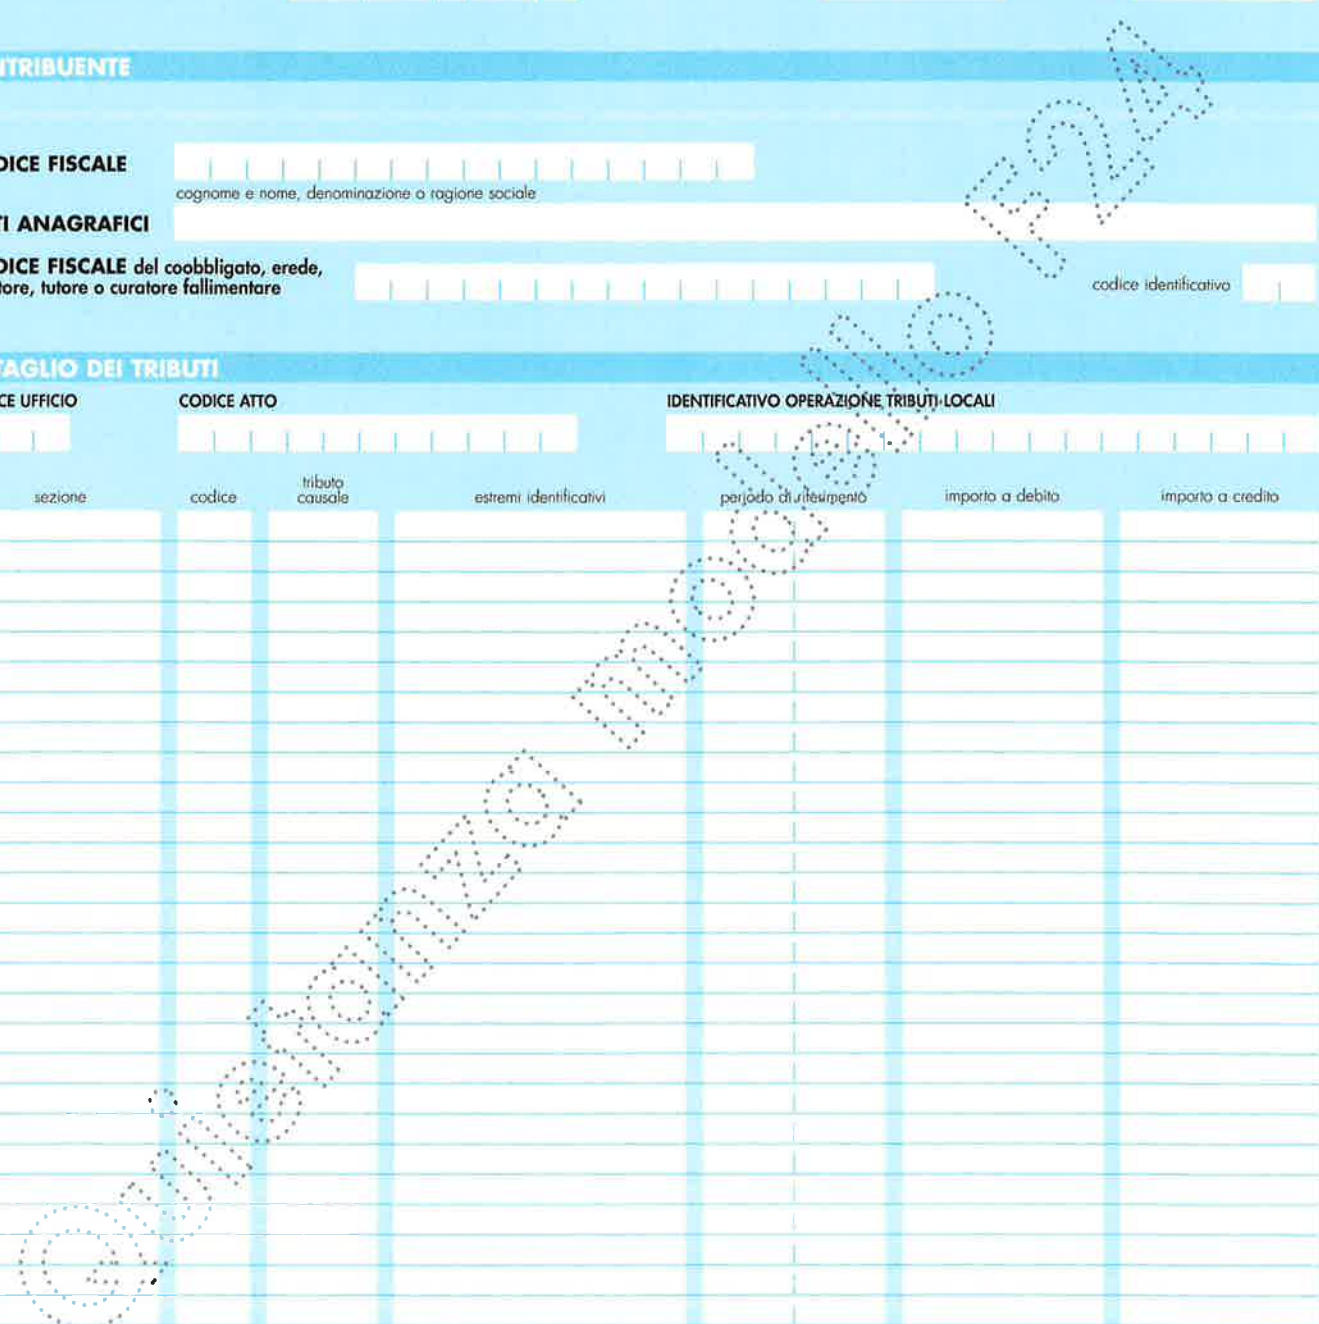 NTRIBUENTE
DICE FISCALE
cognome e nome, denominazione o ragione sociale
TI ANAGRAFICI
DICE FISCALE del coobbligato, erede,
tore, tutore o curatore fallimentare
codice identificativo
TAGLIO DEI TRIBUTI
CE UFFICIO CODICE ATTO IDENTIFICATIVO OPERAZIONE TRIBUTI LOCALI
sezione codice tributo causale estremi identificativi periodo di riferimento importo a debito importo a credito
Quietanza modello F24